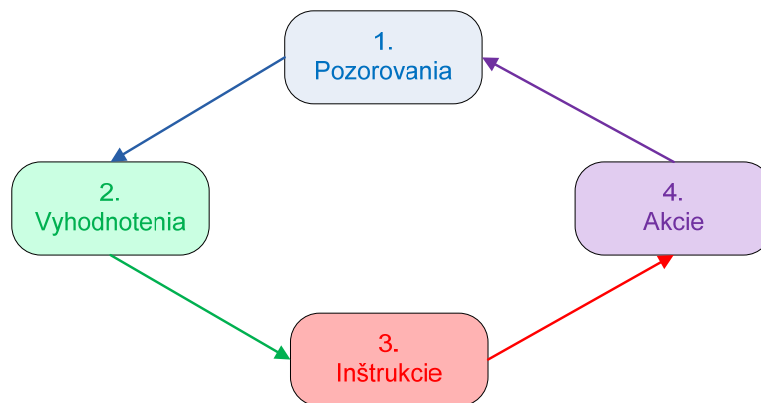 1.
Pozorovania
2.
Vyhodnotenia
4.
Akcie
3.
Inštrukcie